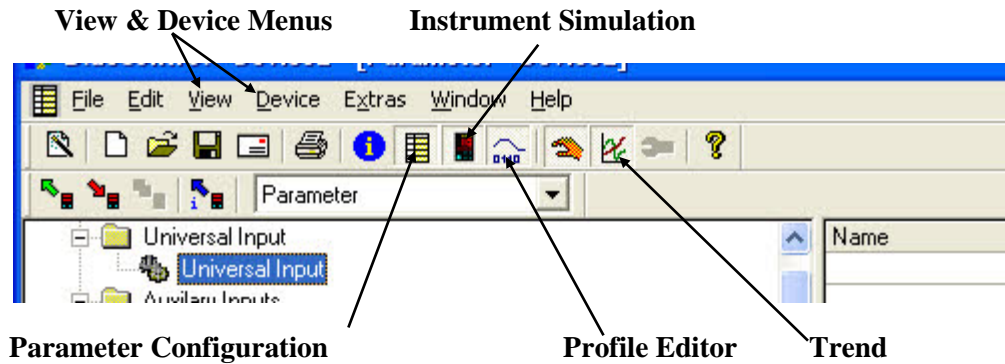 View & Device Menus Instrument Simulation
File Edit View Device Extras Window Help
Parameter
Universal Input Name
Universal Input
Inputs
Parameter Configuration Profile Editor Trend